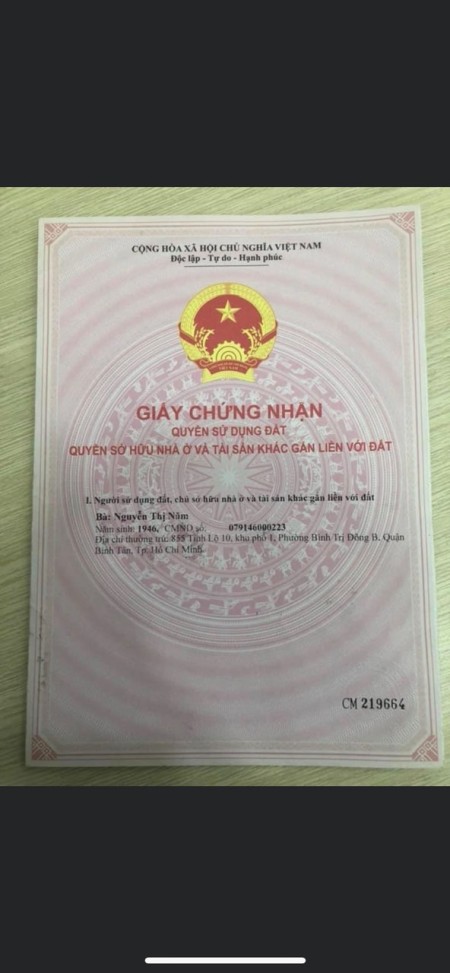 CỘNG HÒA XÃ HỘI CHỦ NGHĨA VIỆT NAM
Độc lập - Tự do - Hạnh phúc
GIẤY CHỨNG NHẬN
QUYỀN SỬ DỤNG ĐẤT
QUYỀN SỞ HỮU NHÀ Ở VÀ TÀI SẢN KHÁC GẮN LIỀN VỚI ĐẤT
I. Người sử dụng đất, chủ sở hữu nhà ở và tài sản khác gắn liền với đất
Bà: Nguyễn Thị Năm
Năm sinh: 1946, CMND số: 079146000223
Địa chỉ thường trú: 855 Tỉnh Lộ 10, khu phố 1, Phường Bình Trị Đông B, Quận
Bình Tân, Tp. Hồ Chí Minh.
CM 219664